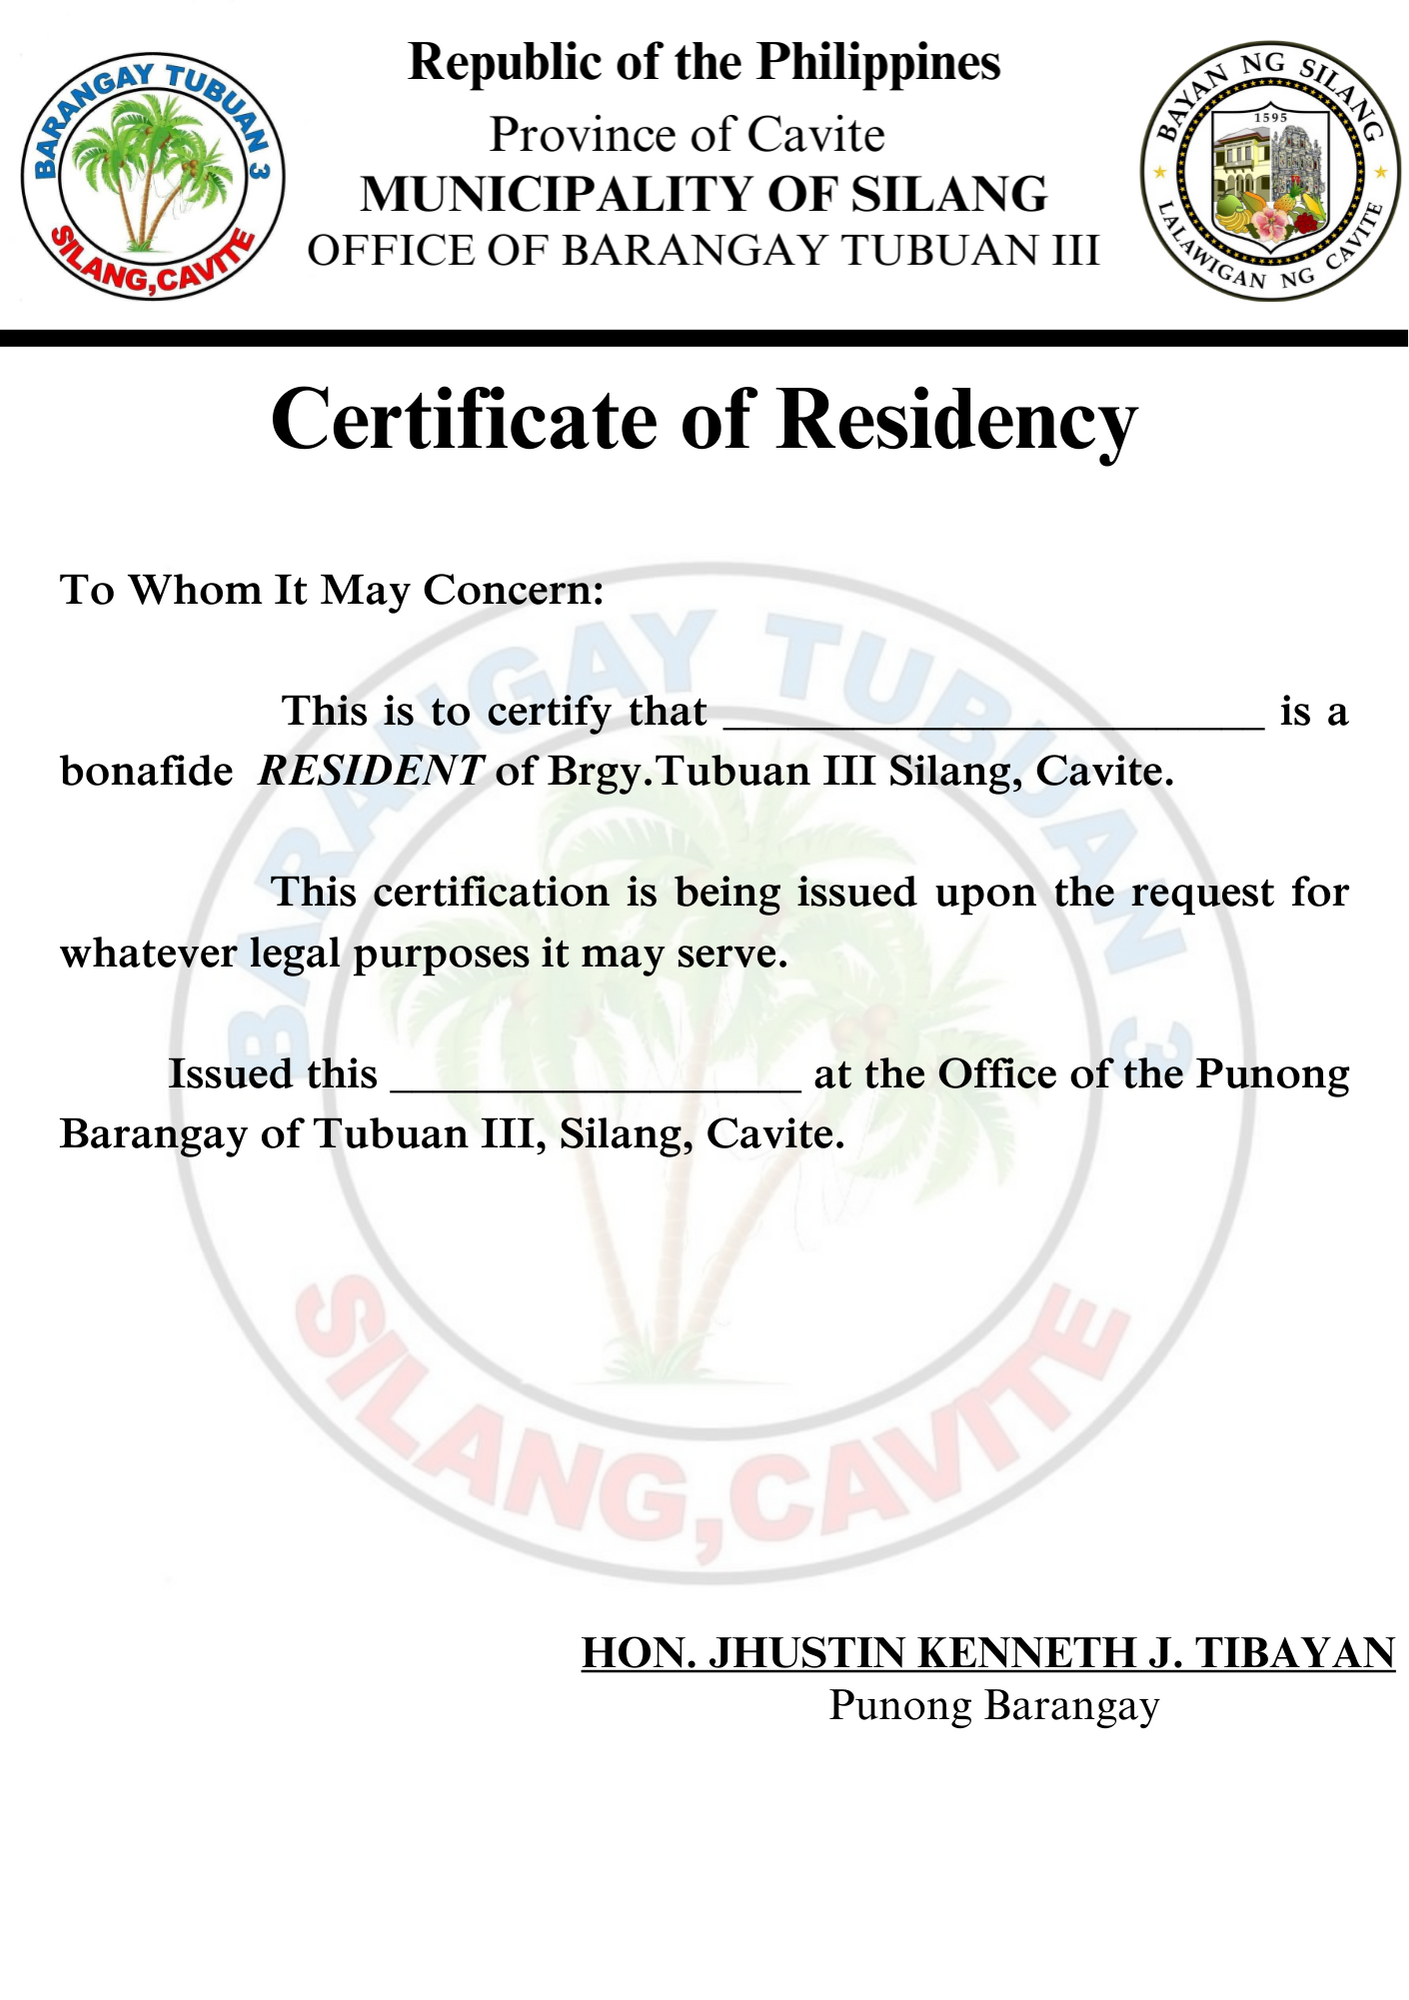 BARANGAY TUBUAN 3
SILANG,CAVITE
Republic of the Philippines
Province of Cavite
MUNICIPALITY OF SILANG
OFFICE OF BARANGAY TUBUAN III
BAYAN NG SILANG
1595
LALAWIGAN NG CAVITE
Certificate of Residency
To Whom It May Concern:
This is to certify that _________________________ is a
bonafide RESIDENT of Brgy.Tubuan III Silang, Cavite.
This certification is being issued upon the request for
whatever legal purposes it may serve.
Issued this ___________________ at the Office of the Punong
Barangay of Tubuan III, Silang, Cavite.
BARANGAY TUBUAN 3
SILANG,CAVITE
HON. JHUSTIN KENNETH J. TIBAYAN
Punong Barangay